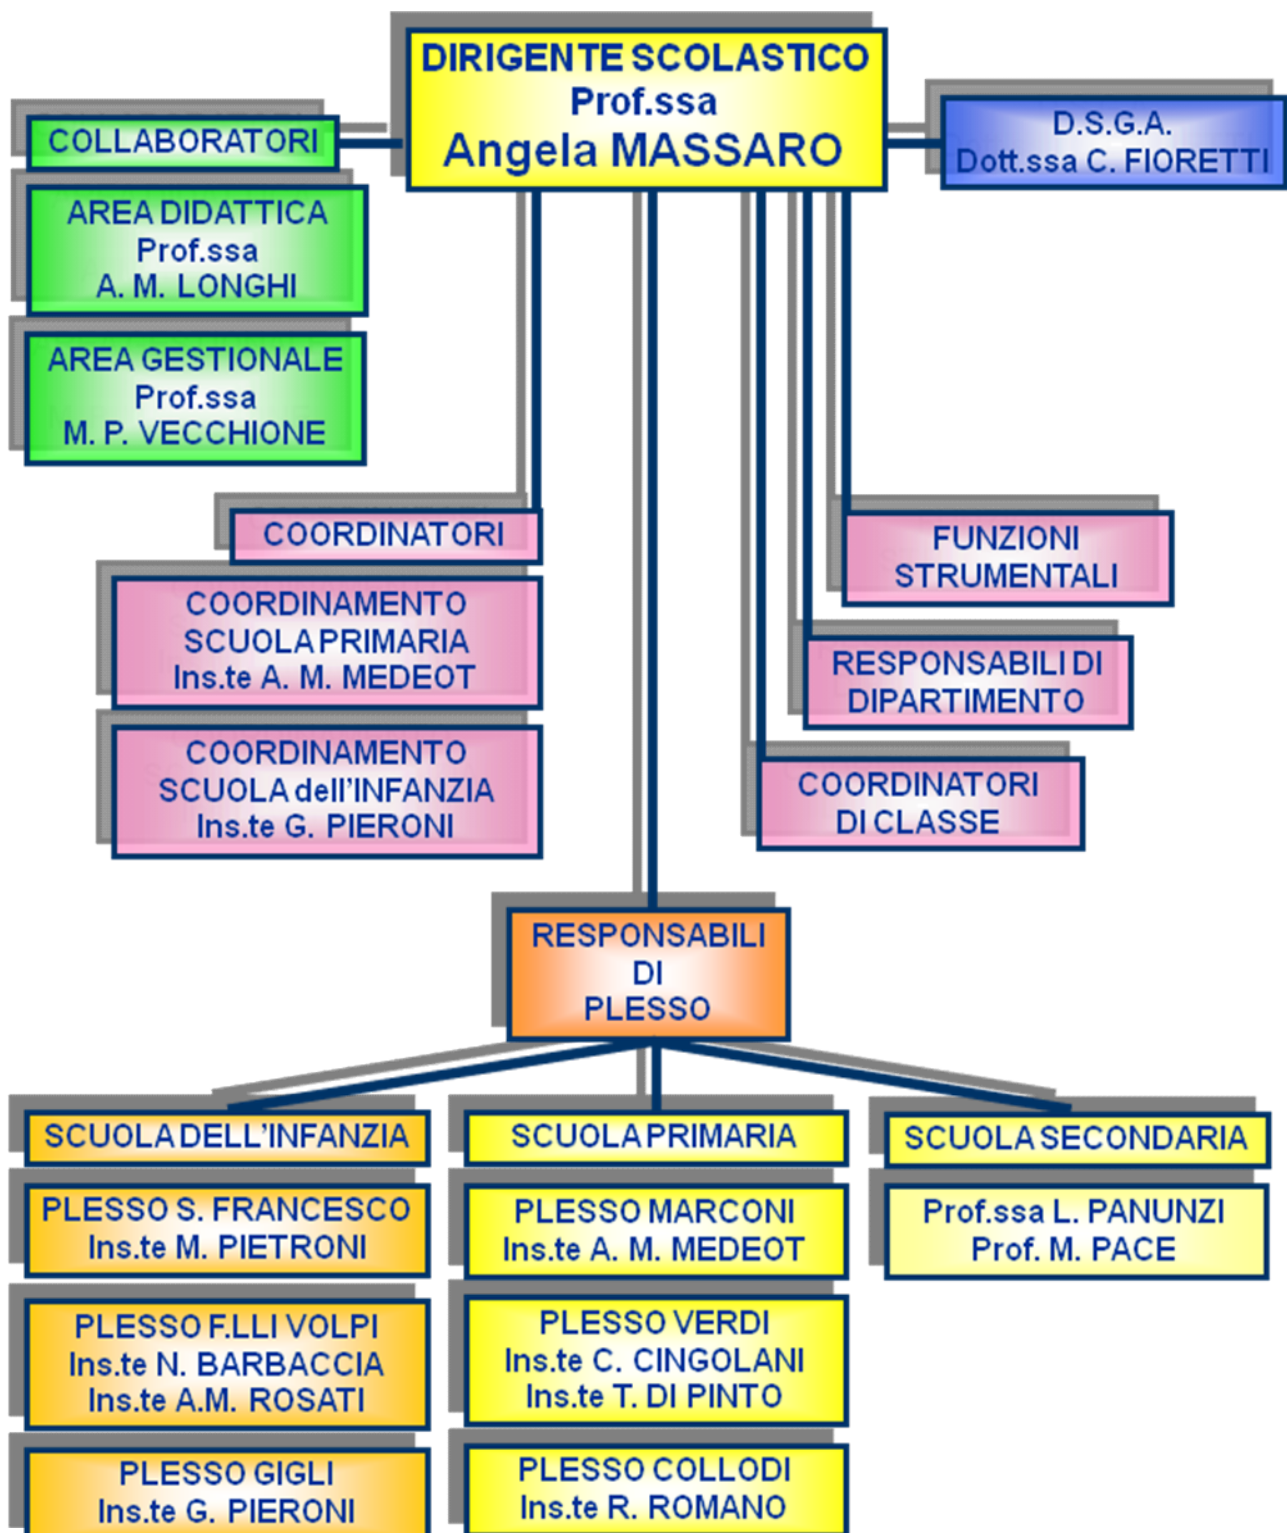 DIRIGENTE SCOLASTICO
Prof.ssa
Angela MASSARO
COLLABORATORI
D.S.G.A.
Dott.ssa C. FIORETTI
AREA DIDATTICA
Prof.ssa
A. M. LONGHI
AREA GESTIONALE
Prof.ssa
M. P. VECCHIONE
COORDINATORI
COORDINAMENTO
SCUOLA PRIMARIA
Ins.te A. M. MEDEOT
COORDINAMENTO
SCUOLA dell'INFANZIA
Ins.te G. PIERONI
FUNZIONI
STRUMENTALI
RESPONSABILI DI
DIPARTIMENTO
COORDINATORI
DI CLASSE
RESPONSABILI
DI
PLESSO
SCUOLA DELL'INFANZIA
PLESSO S. FRANCESCO
Ins.te M. PIETRONI
PLESSO F.LLI VOLPI
Ins.te N. BARBACCIA
Ins.te A.M. ROSATI
PLESSO GIGLI
Ins.te G. PIERONI
SCUOLA PRIMARIA
PLESSO MARCONI
Ins.te A. M. MEDEOT
PLESSO VERDI
Ins.te C. CINGOLANI
Ins.te T. DI PINTO
PLESSO COLLODI
Ins.te R. ROMANO
SCUOLA SECONDARIA
Prof.ssa L. PANUNZI
Prof. M. PACE